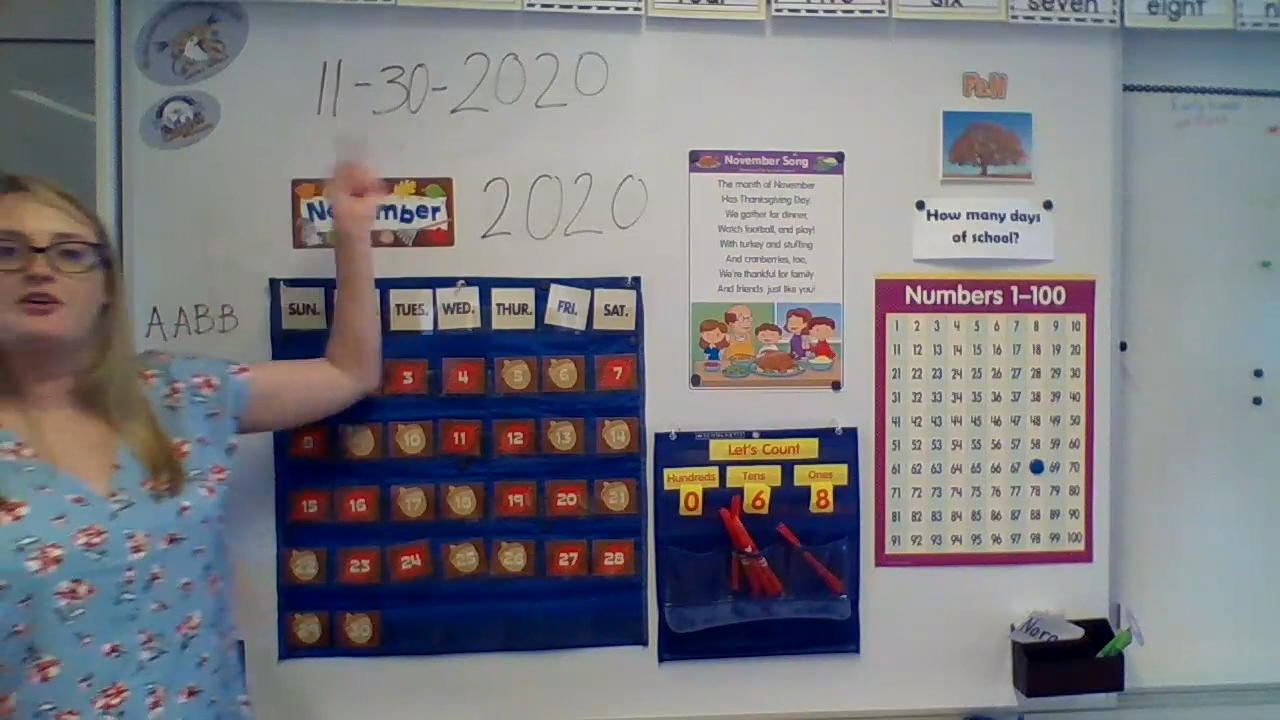 four five six seven eight
11-30-2020
November 2020
Fall
November Song
The month of November
Has Thanksgiving Day.
We gather for dinner,
Watch football, and play!
With turkey and stuffing
And cranberries, too,
We're thankful for family
And friends, just like you!
How many days
of school?
AABB
SUN. TUES. WED. THUR. FRI. SAT.
3 4 5 6 7
8 10 11 12 13 14
15 16 17 18 19 20 21
22 23 24 25 26 27 28
29 30
Let's Count
Hundreds Tens Ones
0 6 8
Numbers 1–100
1 2 3 4 5 6 7 8 9 10
11 12 13 14 15 16 17 18 19 20
21 22 23 24 25 26 27 28 29 30
31 32 33 34 35 36 37 38 39 40
41 42 43 44 45 46 47 48 49 50
51 52 53 54 55 56 57 58 59 60
61 62 63 64 65 66 67 69 70
71 72 73 74 75 76 77 78 79 80
81 82 83 84 85 86 87 88 89 90
91 92 93 94 95 96 97 98 99 100
Nora